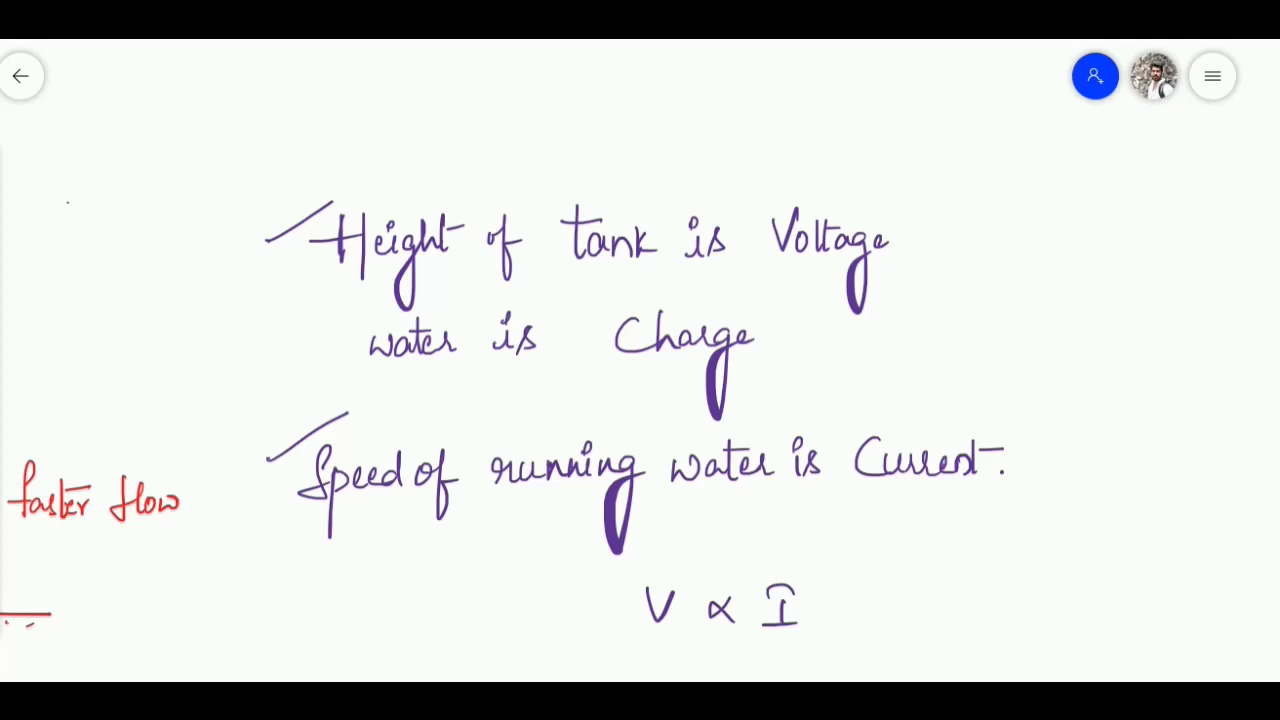 Height of tank is Voltage
water is Charge
Speed of running water is Current.
faster flow
V ∝ I